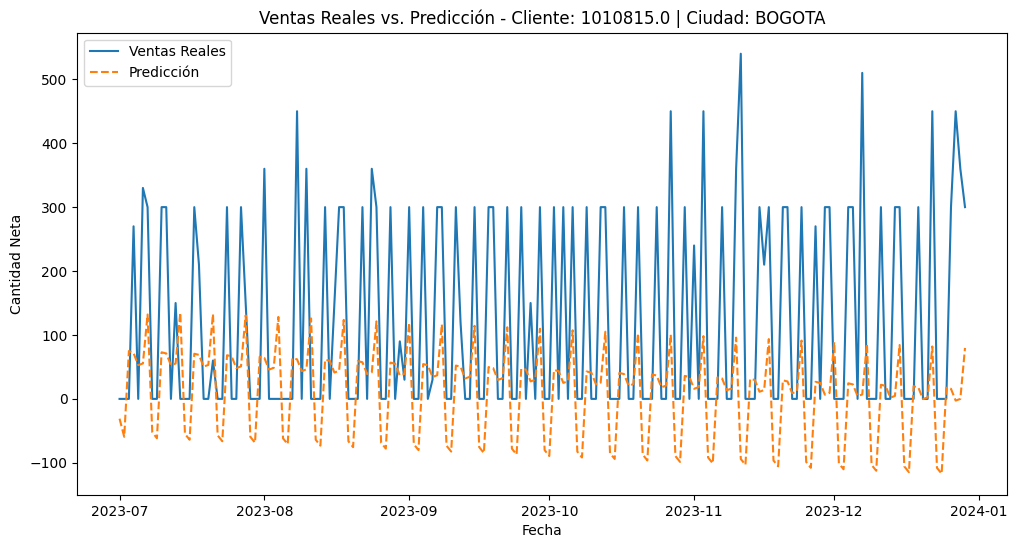 Ventas Reales vs. Predicción - Cliente: 1010815.0 | Ciudad: BOGOTA
Ventas Reales
Predicción
Cantidad Neta
500
400
300
200
100
0
−100
2023-07
2023-08
2023-09
2023-10
2023-11
2023-12
2024-01
Fecha